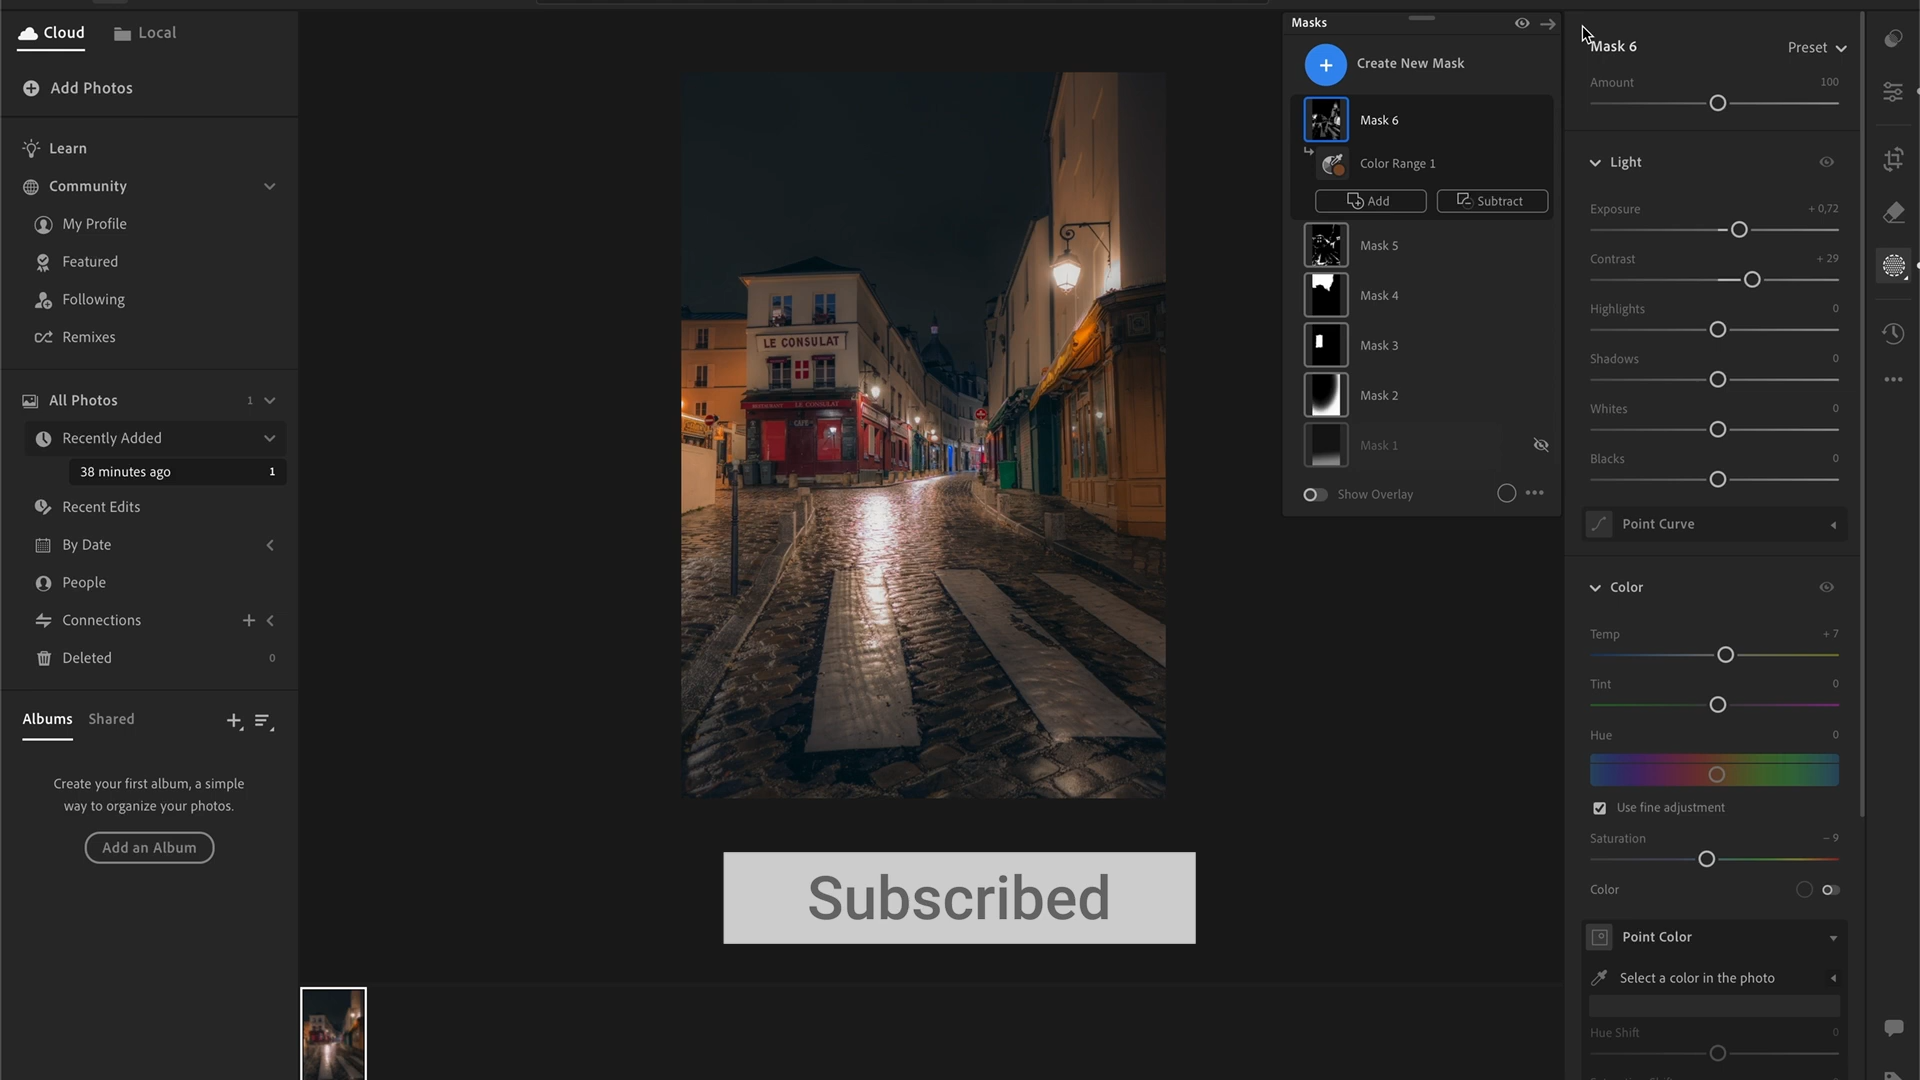 Cloud
Local
Add Photos
Learn
Community
My Profile
Featured
Following
Remixes
All Photos 1
Recently Added
38 minutes ago 1
Recent Edits
By Date
People
Connections
Deleted 0
Albums
Shared
Create your first album, a simple
way to organize your photos.
Add an Album
LE CONSULAT
LE CONSULAT
CAFE
Subscribed
Masks
Create New Mask
Mask 6
Color Range 1
Add
Subtract
Mask 5
Mask 4
Mask 3
Mask 2
Mask 1
Show Overlay
Mask 6
Preset
Amount 100
Light
Exposure + 0,72
Contrast + 29
Highlights 0
Shadows 0
Whites 0
Blacks 0
Point Curve
Color
Temp + 7
Tint 0
Hue 0
Use fine adjustment
Saturation – 9
Color
Point Color
Select a color in the photo
Hue Shift 0